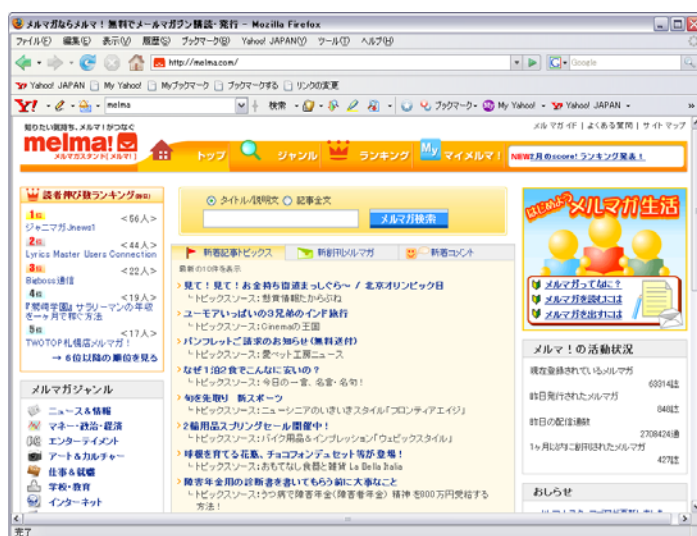 メルマガならメルマ！無料でメールマガジン購読・発行 - Mozilla Firefox
ファイル(F) 編集(E) 表示(V) 履歴(S) ブックマーク(B) Yahoo! JAPAN(Y) ツール(T) ヘルプ(H)
http://melma.com/
Google
Yahoo! JAPAN My Yahoo! Myブックマーク ブックマークする リンクの変更
Y! melma 検索 ブックマーク My Yahoo! Yahoo! JAPAN
知りたい気持ち、メルマ！がつなぐ
メルマガ ガイド | よくある質問 | サイトマップ
melma!
メルマガスタンド[メルマ！]
トップ ジャンル ランキング My マイメルマ！
NEW 2月のscore!ランキング発表！
読者伸び数ランキング(毎日)
1位 <56人>
ジャニマガ.Jnews1
2位 <44人>
Lyrics Master Users Connection
3位 <22人>
Bigboss通信
4位 <19人>
『鷲崎学園』サラリーマンの年収を一ヶ月で稼ぐ方法
5位 <17人>
TWOTOP札幌店メルマガ！
→ 6位以降の順位を見る
メルマガジャンル
ニュース＆情報
マネー・政治・経済
エンターテイメント
アート＆カルチャー
仕事＆就職
学校・教育
インターネット
タイトル/説明文 記事全文
メルマガ検索
新着記事トピックス 新創刊メルマガ 新着コメント
最新の10件を表示
見て！見て！お金持ち街道まっしぐら～ / 北京オリンピック日
└トピックスソース:懸賞情報たからぶね
ユーモアいっぱいの3兄弟のインド旅行
└トピックスソース:Cinemaの王国
パンフレットご請求のお知らせ(無料送付)
└トピックスソース:愛ペット工房ニュース
なぜ1泊2食でこんなに安いの？
└トピックスソース:今日の一言、名言・名句！
旬を先取り 新スポーツ
└トピックスソース:ニューシニアのいきいきスタイル「フロンティアエイジ」
2輪用品スプリングセール開催中！
└トピックスソース:バイク用品＆インプレッション「ウェビックスタイル」
球根を育てる花瓶、チョコフォンデュセット等が登場！
└トピックスソース:おもてなし食器と雑貨 La Bella Italia
障害年金用の診断書を書いてもらう前に大事なこと
└トピックスソース:うつ病で障害年金(障害者年金) 精神 を900万円受給する方法！
はじめよう メルマガ生活
メルマガってなに？
メルマガを読むには
メルマガを出すには
メルマ！の活動状況
現在登録されているメルマガ
63314誌
昨日発行されたメルマガ
848誌
昨日の配信通数
2708424通
1ヶ月以内に創刊されたメルマガ
427誌
おしらせ
完了